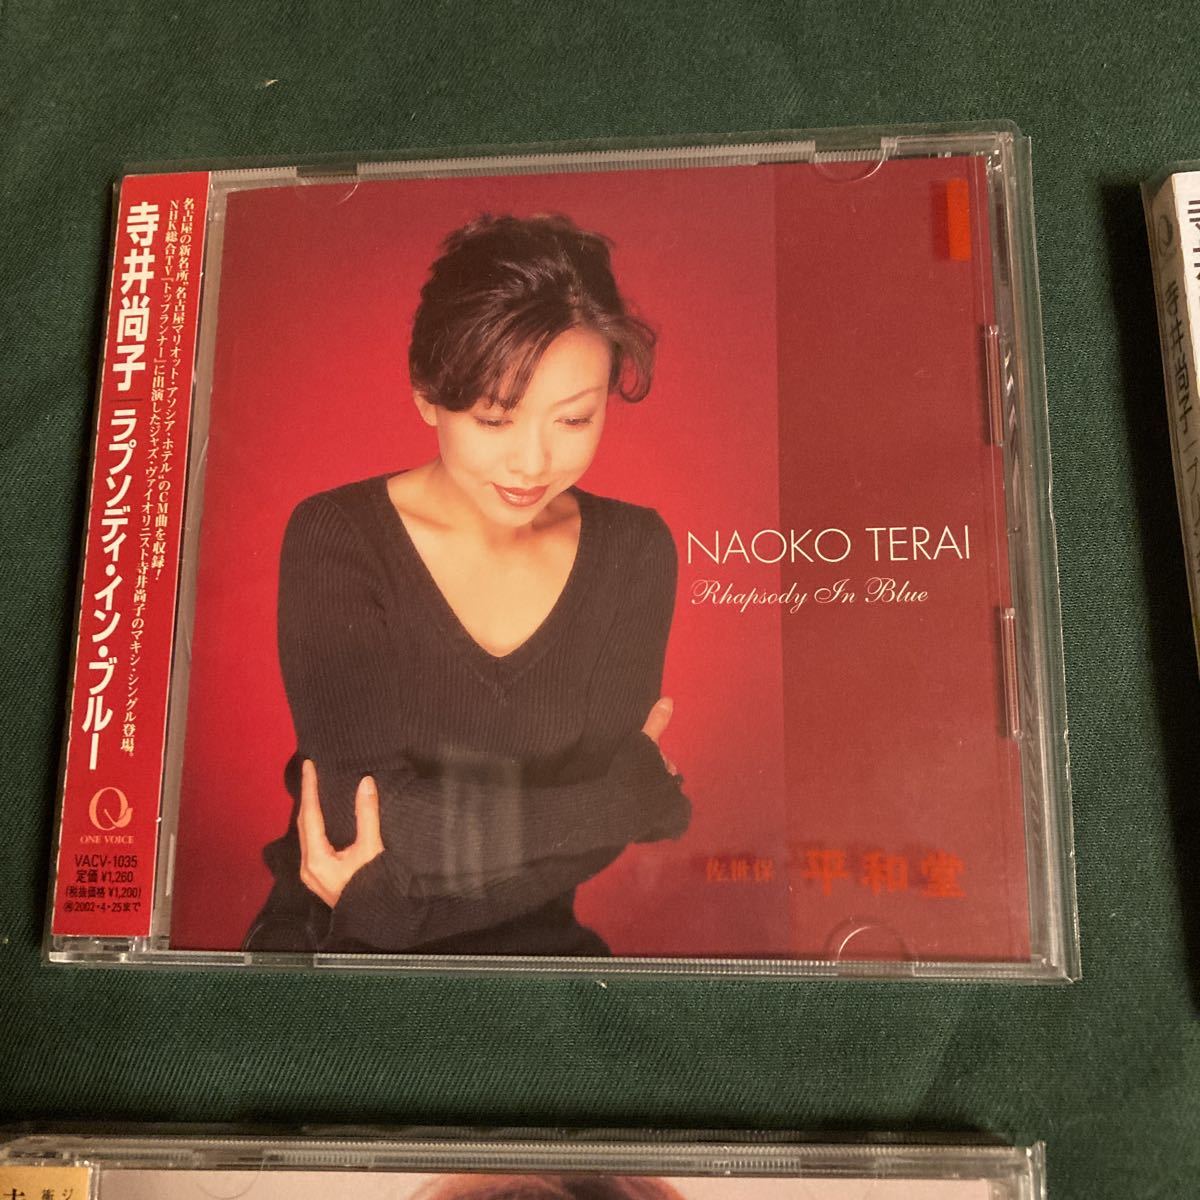 寺井尚子 ラプソディ・イン・ブルー
名古屋の新名所“名古屋マリオット・アソシア・ホテル”のCM曲を収録！
NHK総合TV「トップランナー」に出演したジャズ・ヴァイオリニスト寺井尚子のマキシ・シングル登場。
ONE VOICE
VACV-1035
定価¥1,260
(税抜価格¥1,200)
2002・4・25まで
NAOKO TERAI
Rhapsody In Blue
佐世保 平和堂
寺井尚子